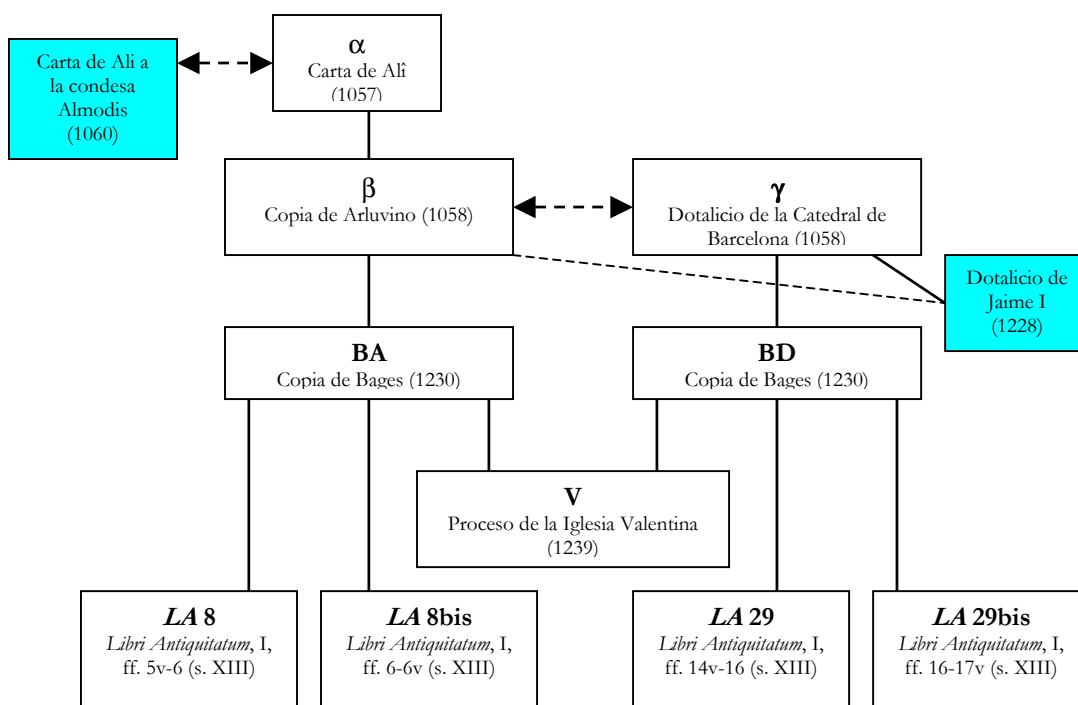 α
Carta de Alî
(1057)
Carta de Ali a
la condesa
Almodis
(1060)
β
Copia de Arluvino (1058)
γ
Dotalicio de la Catedral de
Barcelona (1058)
Dotalicio de
Jaime I
(1228)
BA
Copia de Bages (1230)
BD
Copia de Bages (1230)
V
Proceso de la Iglesia Valentina
(1239)
LA 8
Libri Antiquitatum, I,
ff. 5v-6 (s. XIII)
LA 8bis
Libri Antiquitatum, I,
ff. 6-6v (s. XIII)
LA 29
Libri Antiquitatum, I,
ff. 14v-16 (s. XIII)
LA 29bis
Libri Antiquitatum, I,
ff. 16-17v (s. XIII)